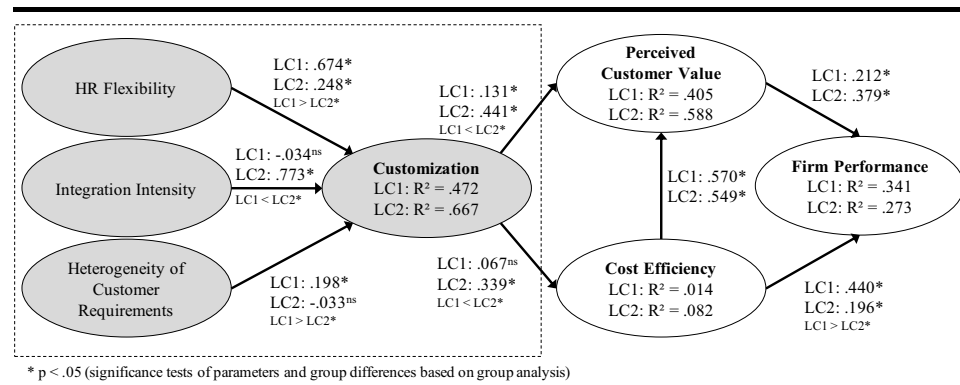 HR Flexibility
LC1: .674*
LC2: .248*
LC1 > LC2*
Integration Intensity
LC1: -.034ns
LC2: .773*
LC1 < LC2*
Heterogeneity of
Customer
Requirements
LC1: .198*
LC2: -.033ns
LC1 > LC2*
Customization
LC1: R² = .472
LC2: R² = .667
LC1: .131*
LC2: .441*
LC1 < LC2*
LC1: .067ns
LC2: .339*
LC1 < LC2*
Perceived
Customer Value
LC1: R² = .405
LC2: R² = .588
LC1: .570*
LC2: .549*
Cost Efficiency
LC1: R² = .014
LC2: R² = .082
LC1: .212*
LC2: .379*
Firm Performance
LC1: R² = .341
LC2: R² = .273
LC1: .440*
LC2: .196*
LC1 > LC2*
* p < .05 (significance tests of parameters and group differences based on group analysis)